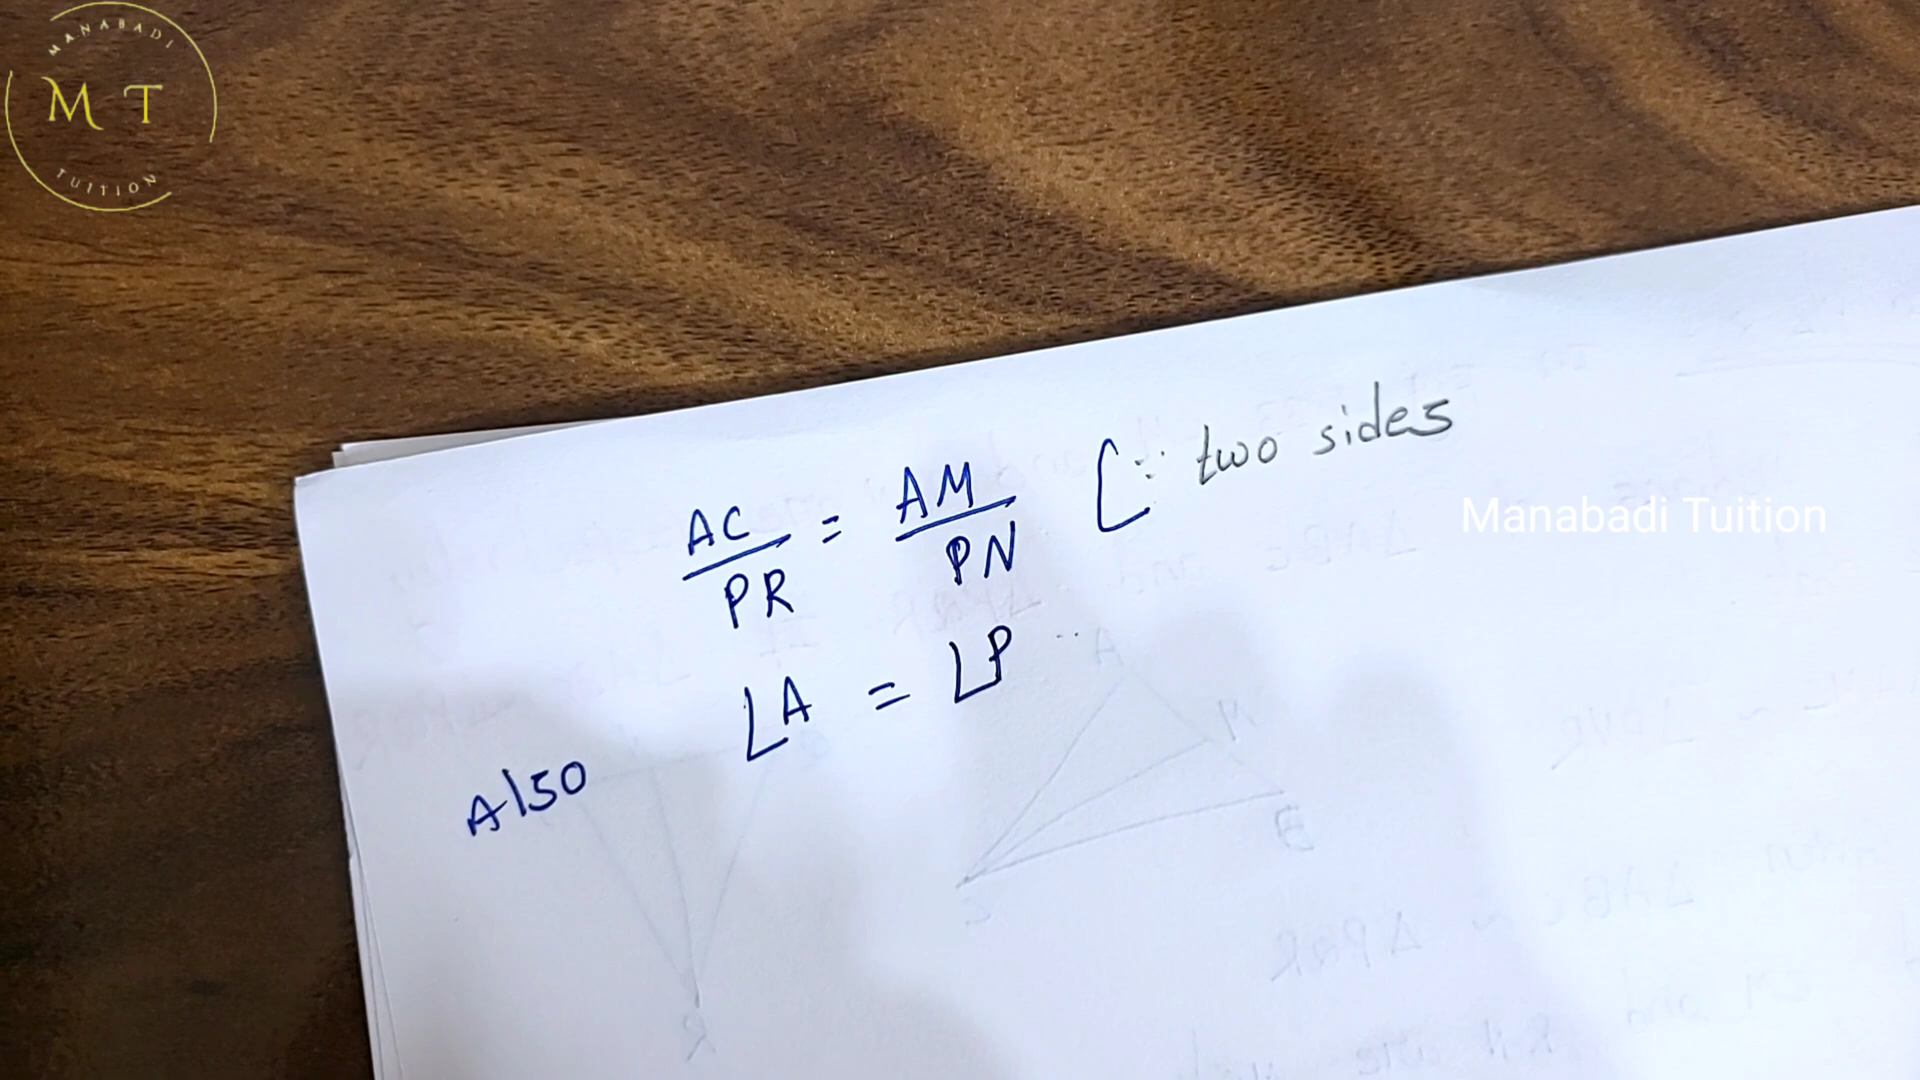 MANABADI
M T
TUITION
AC/PR = AM/PN [∵ two sides
Manabadi Tuition
∠A = ∠P
Also